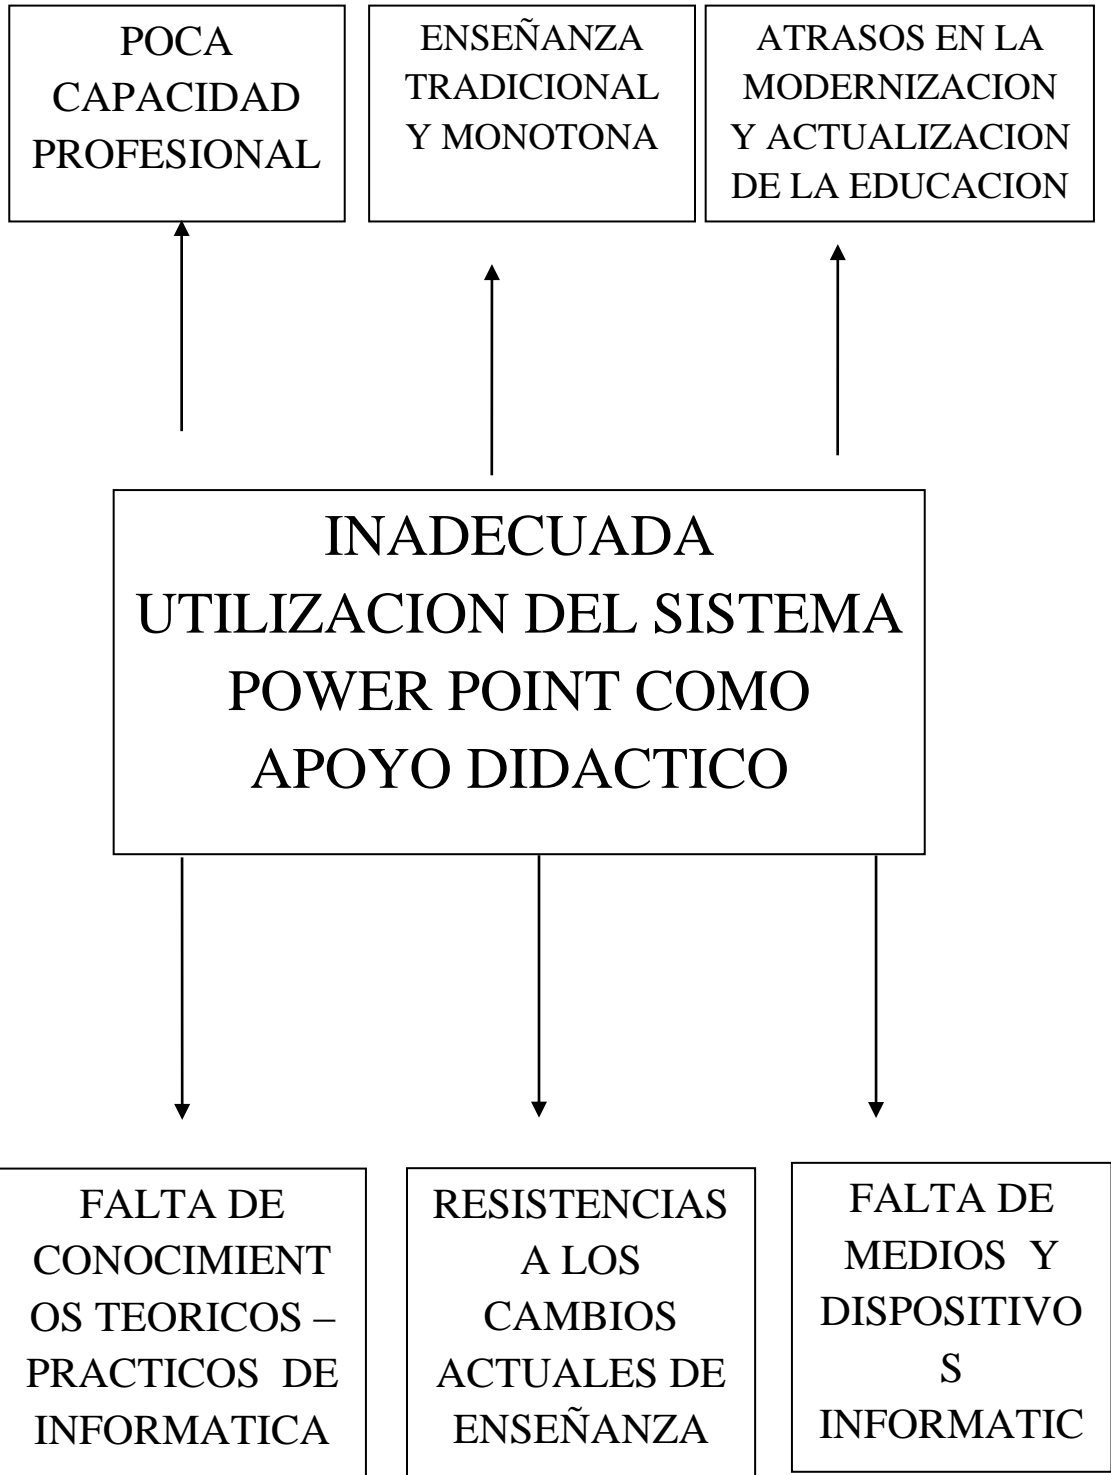 POCA
CAPACIDAD
PROFESIONAL
ENSEÑANZA
TRADICIONAL
Y MONOTONA
ATRASOS EN LA
MODERNIZACION
Y ACTUALIZACION
DE LA EDUCACION
INADECUADA
UTILIZACION DEL SISTEMA
POWER POINT COMO
APOYO DIDACTICO
FALTA DE
CONOCIMIENT
OS TEORICOS –
PRACTICOS DE
INFORMATICA
RESISTENCIAS
A LOS
CAMBIOS
ACTUALES DE
ENSEÑANZA
FALTA DE
MEDIOS Y
DISPOSITIVO
S
INFORMATIC